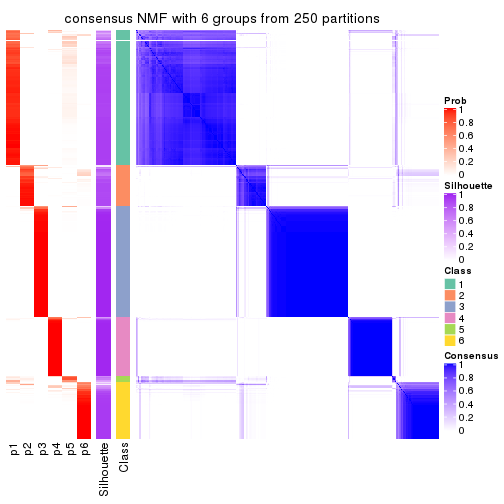 consensus NMF with 6 groups from 250 partitions
Prob
1
0.8
0.6
0.4
0.2
0
Silhouette
1
0.8
0.6
0.4
0.2
0
Class
1
2
3
4
5
6
Consensus
1
0.8
0.6
0.4
0.2
0
p1
p2
p3
p4
p5
p6
Silhouette
Class